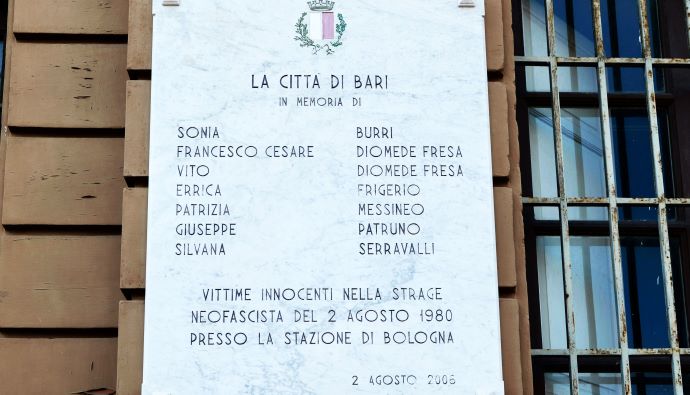 LA CITTÀ DI BARI
IN MEMORIA DI
SONIA BURRI
FRANCESCO CESARE DIOMEDE FRESA
VITO DIOMEDE FRESA
ERRICA FRIGERIO
PATRIZIA MESSINEO
GIUSEPPE PATRUNO
SILVANA SERRAVALLI
VITTIME INNOCENTI NELLA STRAGE
NEOFASCISTA DEL 2 AGOSTO 1980
PRESSO LA STAZIONE DI BOLOGNA
2 AGOSTO 2006